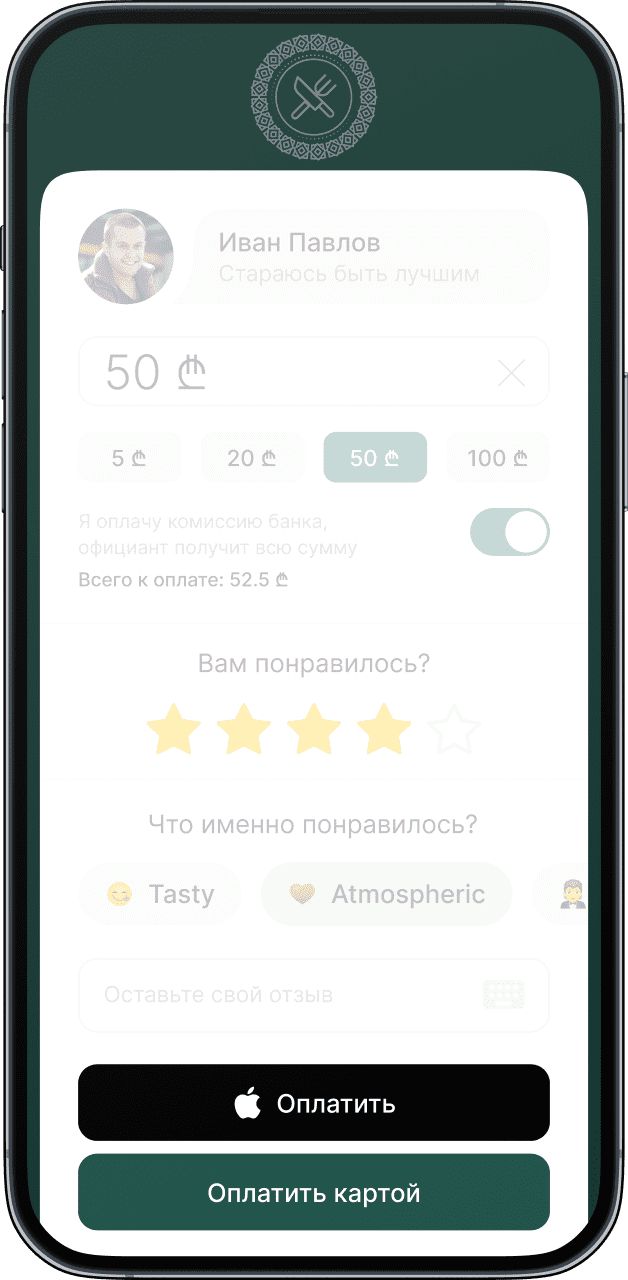 Иван Павлов
Стараюсь быть лучшим
50 ₾
5 ₾ 20 ₾ 50 ₾ 100 ₾
Я оплачу комиссию банка,
официант получит всю сумму
Всего к оплате: 52.5 ₾
Вам понравилось?
Что именно понравилось?
Tasty Atmospheric
Оставьте свой отзыв
Оплатить
Оплатить картой